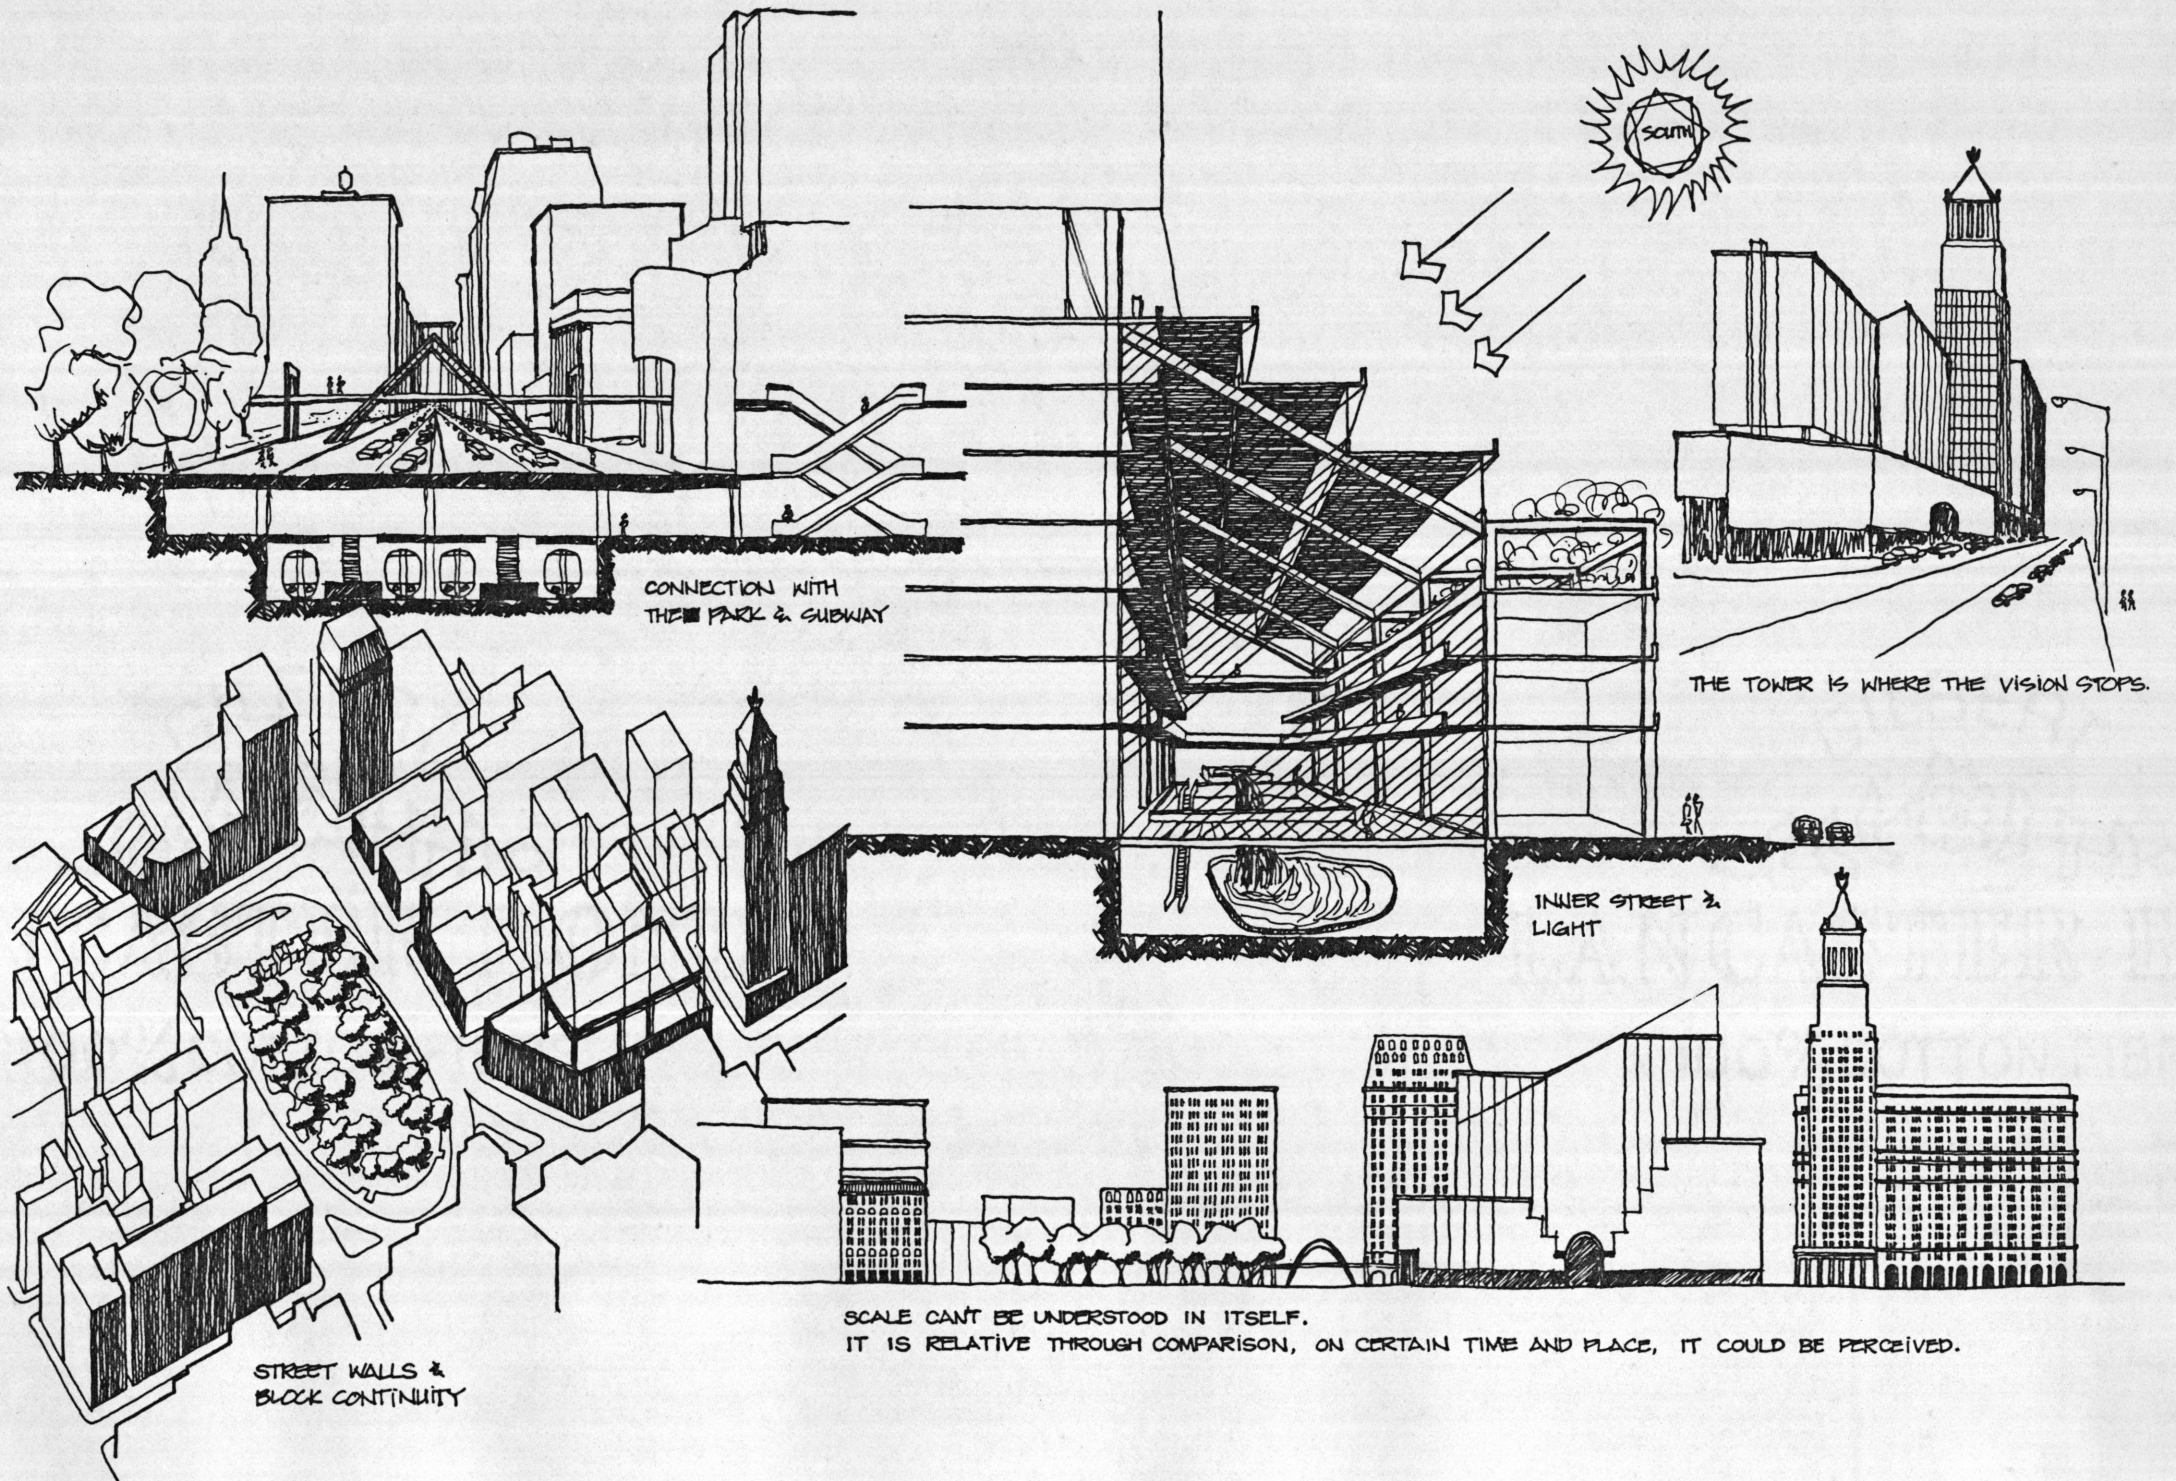 SOUTH
CONNECTION WITH
THE PARK & SUBWAY
THE TOWER IS WHERE THE VISION STOPS.
INNER STREET &
LIGHT
SCALE CAN'T BE UNDERSTOOD IN ITSELF.
IT IS RELATIVE THROUGH COMPARISON, ON CERTAIN TIME AND PLACE, IT COULD BE PERCEIVED.
STREET WALLS &
BLOCK CONTINUITY